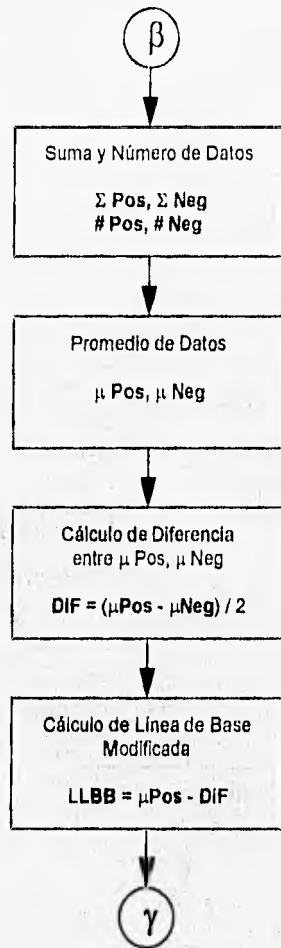 β
Suma y Número de Datos
Σ Pos, Σ Neg
# Pos, # Neg
Promedio de Datos
μ Pos, μ Neg
Cálculo de Diferencia
entre μ Pos, μ Neg
DIF = (μPos - μNeg) / 2
Cálculo de Línea de Base
Modificada
LLBB = μPos - DIF
γ